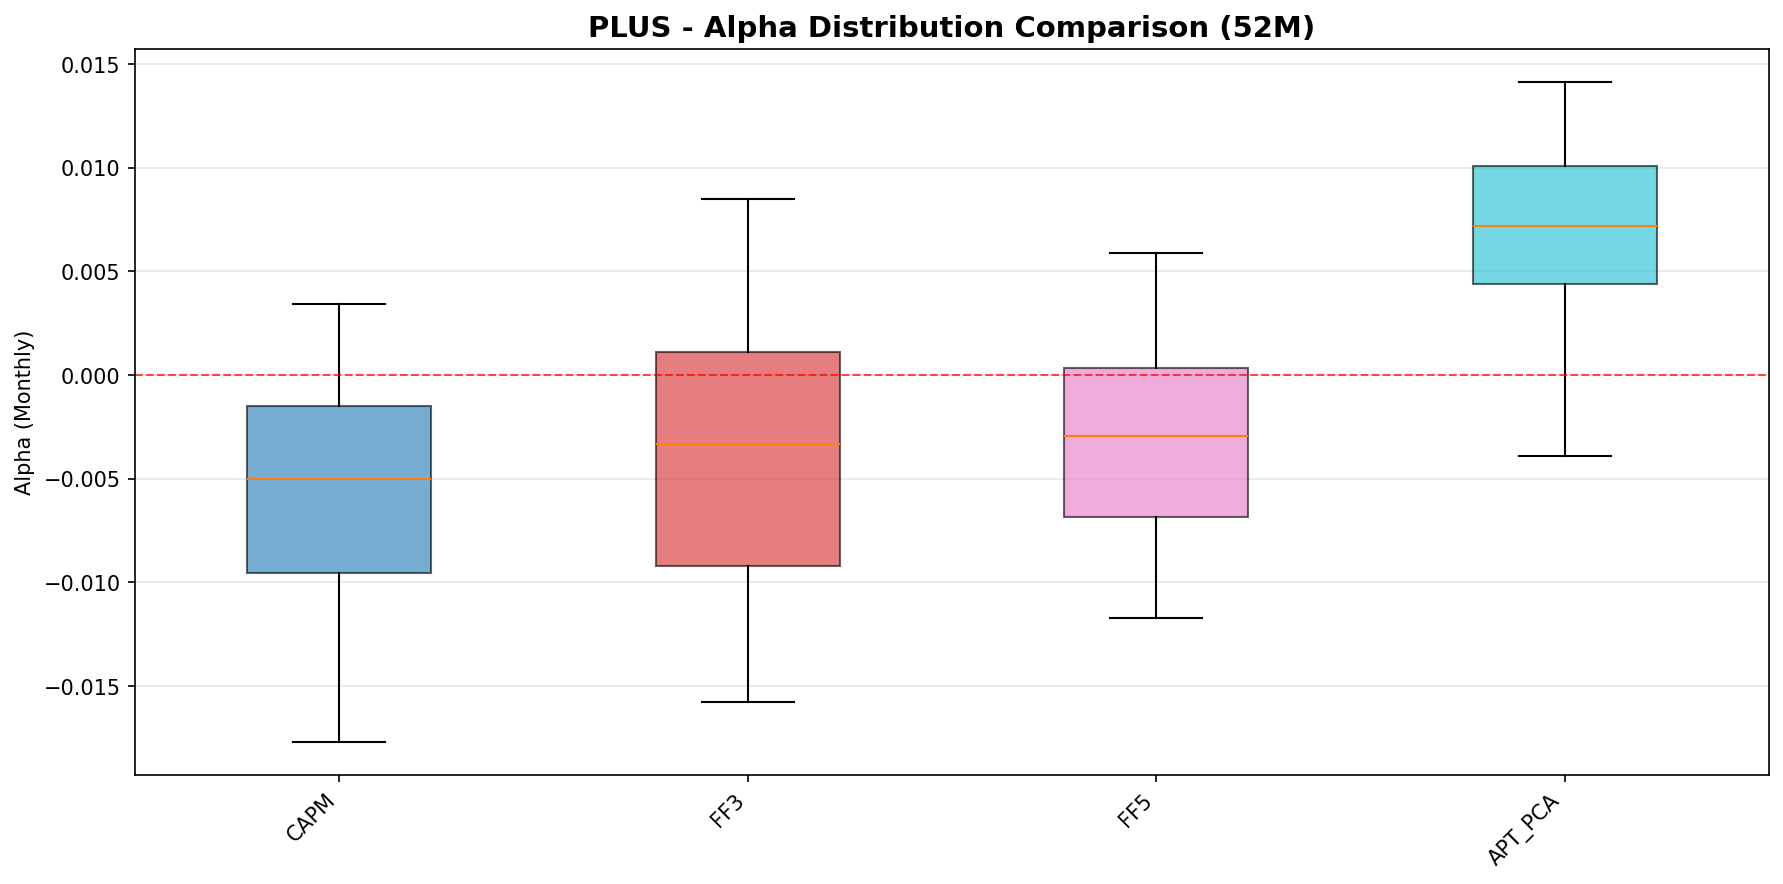 PLUS - Alpha Distribution Comparison (52M)
Alpha (Monthly)
0.015
0.010
0.005
0.000
−0.005
−0.010
−0.015
CAPM
FF3
FF5
APT_PCA